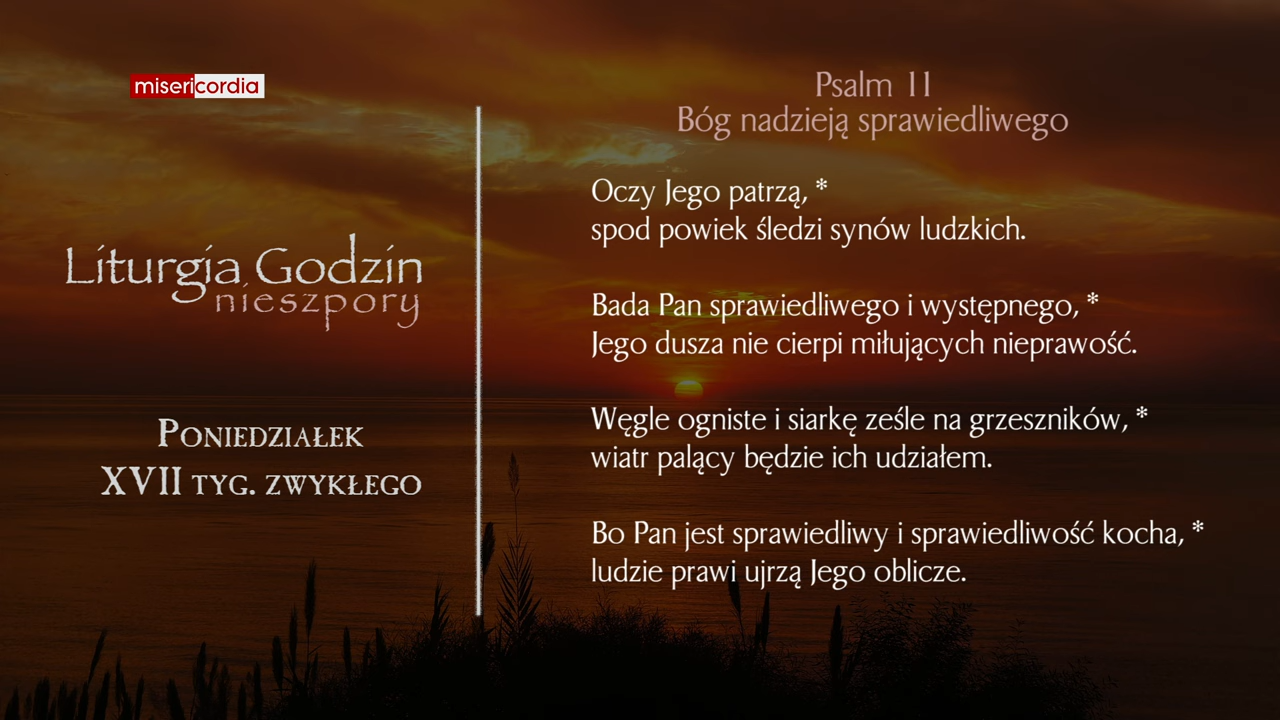 misericordia
Liturgia Godzin
nieszpory
Poniedziałek
XVII tyg. zwykłego
Psalm 11
Bóg nadzieją sprawiedliwego
Oczy Jego patrzą, *
spod powiek śledzi synów ludzkich.
Bada Pan sprawiedliwego i występnego, *
Jego dusza nie cierpi miłujących nieprawość.
Węgle ogniste i siarkę ześle na grzeszników, *
wiatr palący będzie ich udziałem.
Bo Pan jest sprawiedliwy i sprawiedliwość kocha, *
ludzie prawi ujrzą Jego oblicze.